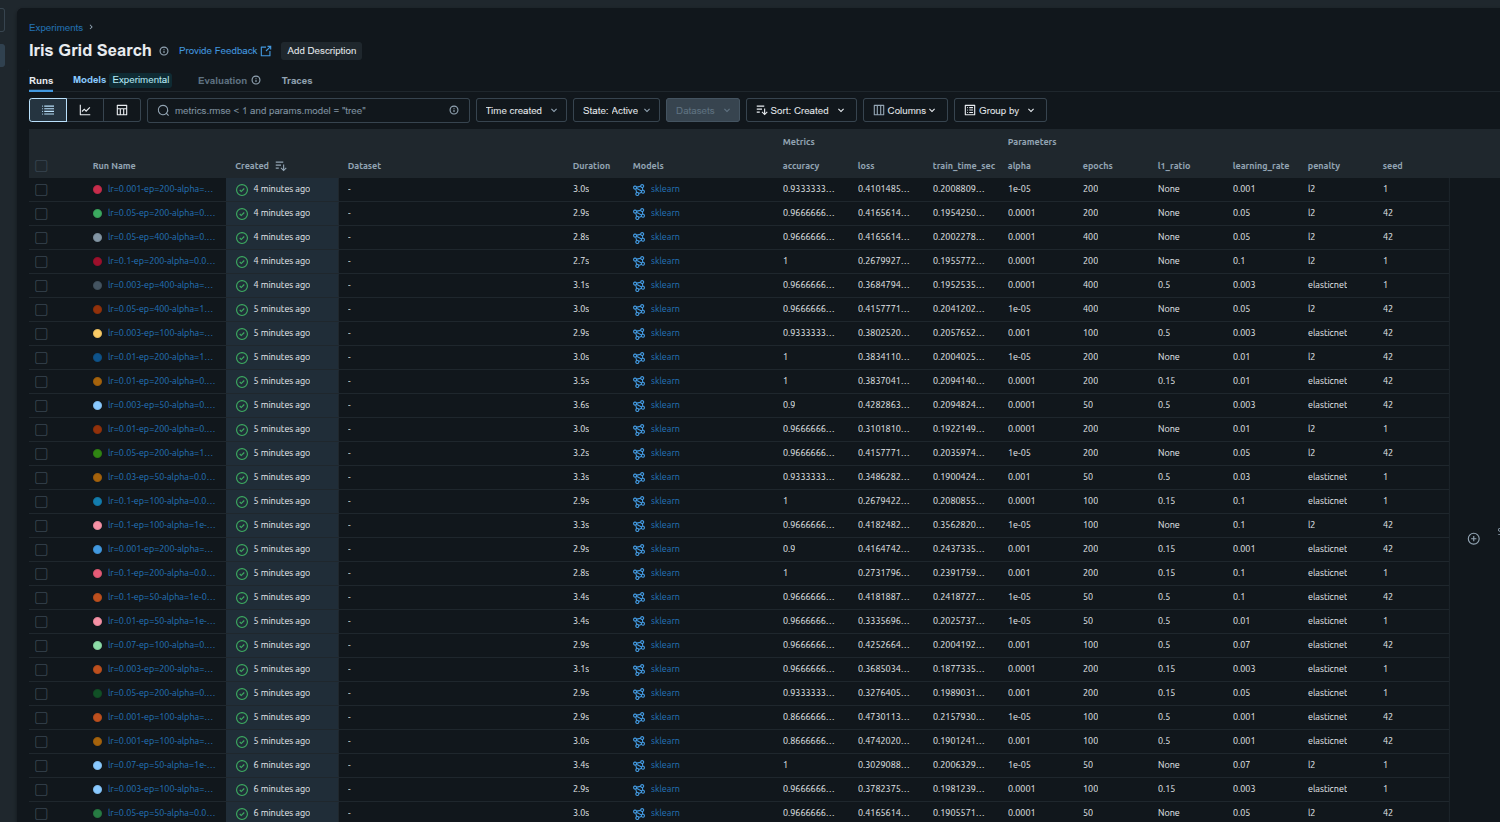 Experiments ›
Iris Grid Search Provide Feedback Add Description
Runs Models Experimental Evaluation Traces
metrics.rmse < 1 and params.model = "tree" Time created State: Active Datasets Sort: Created Columns Group by
Metrics Parameters
Run Name Created Dataset Duration Models accuracy loss train_time_sec alpha epochs l1_ratio learning_rate penalty seed
lr=0.001-ep=200-alpha=... 4 minutes ago - 3.0s sklearn 0.9333333... 0.4101485... 0.2008809... 1e-05 200 None 0.001 l2 1
lr=0.05-ep=200-alpha=0.... 4 minutes ago - 2.9s sklearn 0.9666666... 0.4165614... 0.1954250... 0.0001 200 None 0.05 l2 42
lr=0.05-ep=400-alpha=0.... 4 minutes ago - 2.8s sklearn 0.9666666... 0.4165614... 0.2002278... 0.0001 400 None 0.05 l2 42
lr=0.1-ep=200-alpha=0.0... 4 minutes ago - 2.7s sklearn 1 0.2679927... 0.1955772... 0.0001 200 None 0.1 l2 1
lr=0.003-ep=400-alpha=... 4 minutes ago - 3.1s sklearn 0.9666666... 0.3684794... 0.1952535... 0.0001 400 0.5 0.003 elasticnet 1
lr=0.05-ep=400-alpha=1... 5 minutes ago - 3.0s sklearn 0.9666666... 0.4157771... 0.2041202... 1e-05 400 None 0.05 l2 42
lr=0.003-ep=100-alpha=... 5 minutes ago - 2.9s sklearn 0.9333333... 0.3802520... 0.2057652... 0.001 100 0.5 0.003 elasticnet 42
lr=0.01-ep=200-alpha=1... 5 minutes ago - 3.0s sklearn 1 0.3834110... 0.2004025... 1e-05 200 None 0.01 l2 42
lr=0.01-ep=200-alpha=0.... 5 minutes ago - 3.5s sklearn 1 0.3837041... 0.2094140... 0.0001 200 0.15 0.01 elasticnet 42
lr=0.003-ep=50-alpha=0.... 5 minutes ago - 3.6s sklearn 0.9 0.4282863... 0.2094824... 0.0001 50 0.5 0.003 elasticnet 42
lr=0.01-ep=200-alpha=0.... 5 minutes ago - 3.0s sklearn 0.9666666... 0.3101810... 0.1922149... 0.0001 200 None 0.01 l2 1
lr=0.05-ep=200-alpha=1... 5 minutes ago - 3.2s sklearn 0.9666666... 0.4157771... 0.2035974... 1e-05 200 None 0.05 l2 42
lr=0.03-ep=50-alpha=0.0... 5 minutes ago - 3.3s sklearn 0.9333333... 0.3486282... 0.1900424... 0.001 50 0.5 0.03 elasticnet 1
lr=0.1-ep=100-alpha=0.0... 5 minutes ago - 2.9s sklearn 1 0.2679422... 0.2080855... 0.0001 100 0.15 0.1 elasticnet 1
lr=0.1-ep=100-alpha=1e-... 5 minutes ago - 3.3s sklearn 0.9666666... 0.4182482... 0.3562820... 1e-05 100 None 0.1 l2 42
lr=0.001-ep=200-alpha=... 5 minutes ago - 2.9s sklearn 0.9 0.4164742... 0.2437335... 0.001 200 0.15 0.001 elasticnet 42
lr=0.1-ep=200-alpha=0.0... 5 minutes ago - 2.8s sklearn 1 0.2731796... 0.2391759... 0.001 200 0.15 0.1 elasticnet 1
lr=0.1-ep=50-alpha=1e-0... 5 minutes ago - 3.4s sklearn 0.9666666... 0.4181887... 0.2418727... 1e-05 50 0.5 0.1 elasticnet 42
lr=0.01-ep=50-alpha=1e-... 5 minutes ago - 3.4s sklearn 0.9666666... 0.3335696... 0.2025737... 1e-05 50 0.5 0.01 elasticnet 1
lr=0.07-ep=100-alpha=0.... 5 minutes ago - 2.9s sklearn 0.9666666... 0.4252664... 0.2004192... 0.001 100 0.5 0.07 elasticnet 42
lr=0.003-ep=200-alpha=... 5 minutes ago - 3.1s sklearn 0.9666666... 0.3685034... 0.1877335... 0.0001 200 0.15 0.003 elasticnet 1
lr=0.05-ep=200-alpha=0.... 5 minutes ago - 2.9s sklearn 0.9333333... 0.3276405... 0.1989031... 0.001 200 0.15 0.05 elasticnet 1
lr=0.001-ep=100-alpha=... 5 minutes ago - 2.9s sklearn 0.8666666... 0.4730113... 0.2157930... 1e-05 100 0.5 0.001 elasticnet 42
lr=0.001-ep=100-alpha=... 5 minutes ago - 3.0s sklearn 0.8666666... 0.4742020... 0.1901241... 0.001 100 0.5 0.001 elasticnet 42
lr=0.07-ep=50-alpha=1e-... 6 minutes ago - 3.4s sklearn 1 0.3029088... 0.2006329... 1e-05 50 None 0.07 l2 1
lr=0.003-ep=100-alpha=... 6 minutes ago - 2.9s sklearn 0.9666666... 0.3782375... 0.1981239... 0.0001 100 0.15 0.003 elasticnet 1
lr=0.05-ep=50-alpha=0.0... 6 minutes ago - 3.0s sklearn 0.9666666... 0.4165614... 0.1905571... 0.0001 50 None 0.05 l2 42